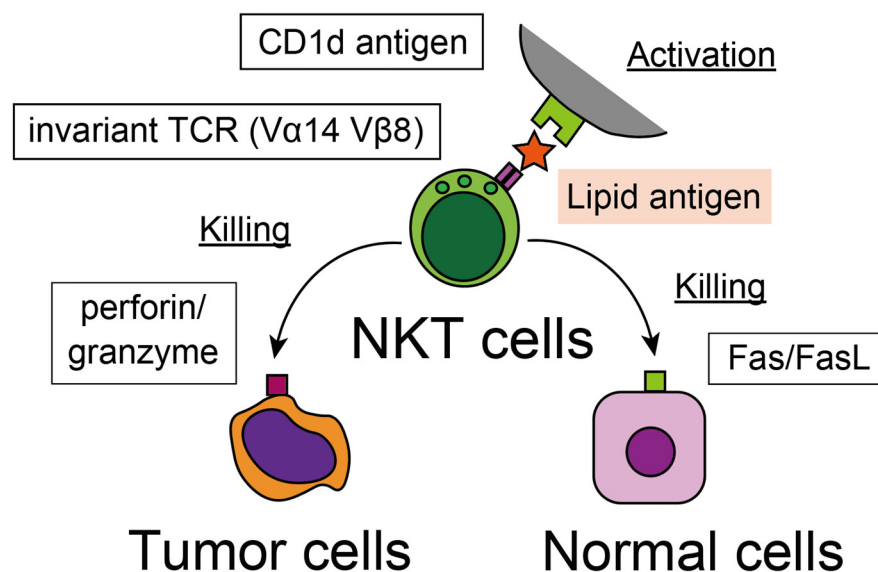 CD1d antigen
Activation
invariant TCR (Vα14 Vβ8)
Lipid antigen
Killing
Killing
perforin/
granzyme
NKT cells
Fas/FasL
Tumor cells
Normal cells